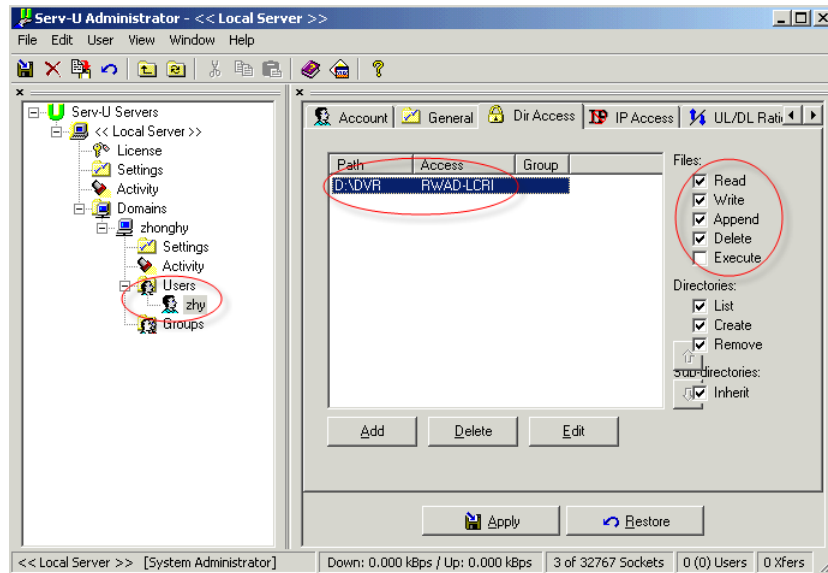 Serv-U Administrator - << Local Server >>
File Edit User View Window Help
Serv-U Servers
<< Local Server >>
License
Settings
Activity
Domains
zhonghy
Settings
Activity
Users
zhy
Groups
Account General Dir Access IP Access UL/DL Rati
Path Access Group
D:\DVR RWAD-LCRI
Files:
Read
Write
Append
Delete
Execute
Directories:
List
Create
Remove
Sub-directories:
Inherit
Add Delete Edit
Apply Restore
<< Local Server >> [System Administrator] Down: 0.000 kBps / Up: 0.000 kBps 3 of 32767 Sockets 0 (0) Users 0 Xfers